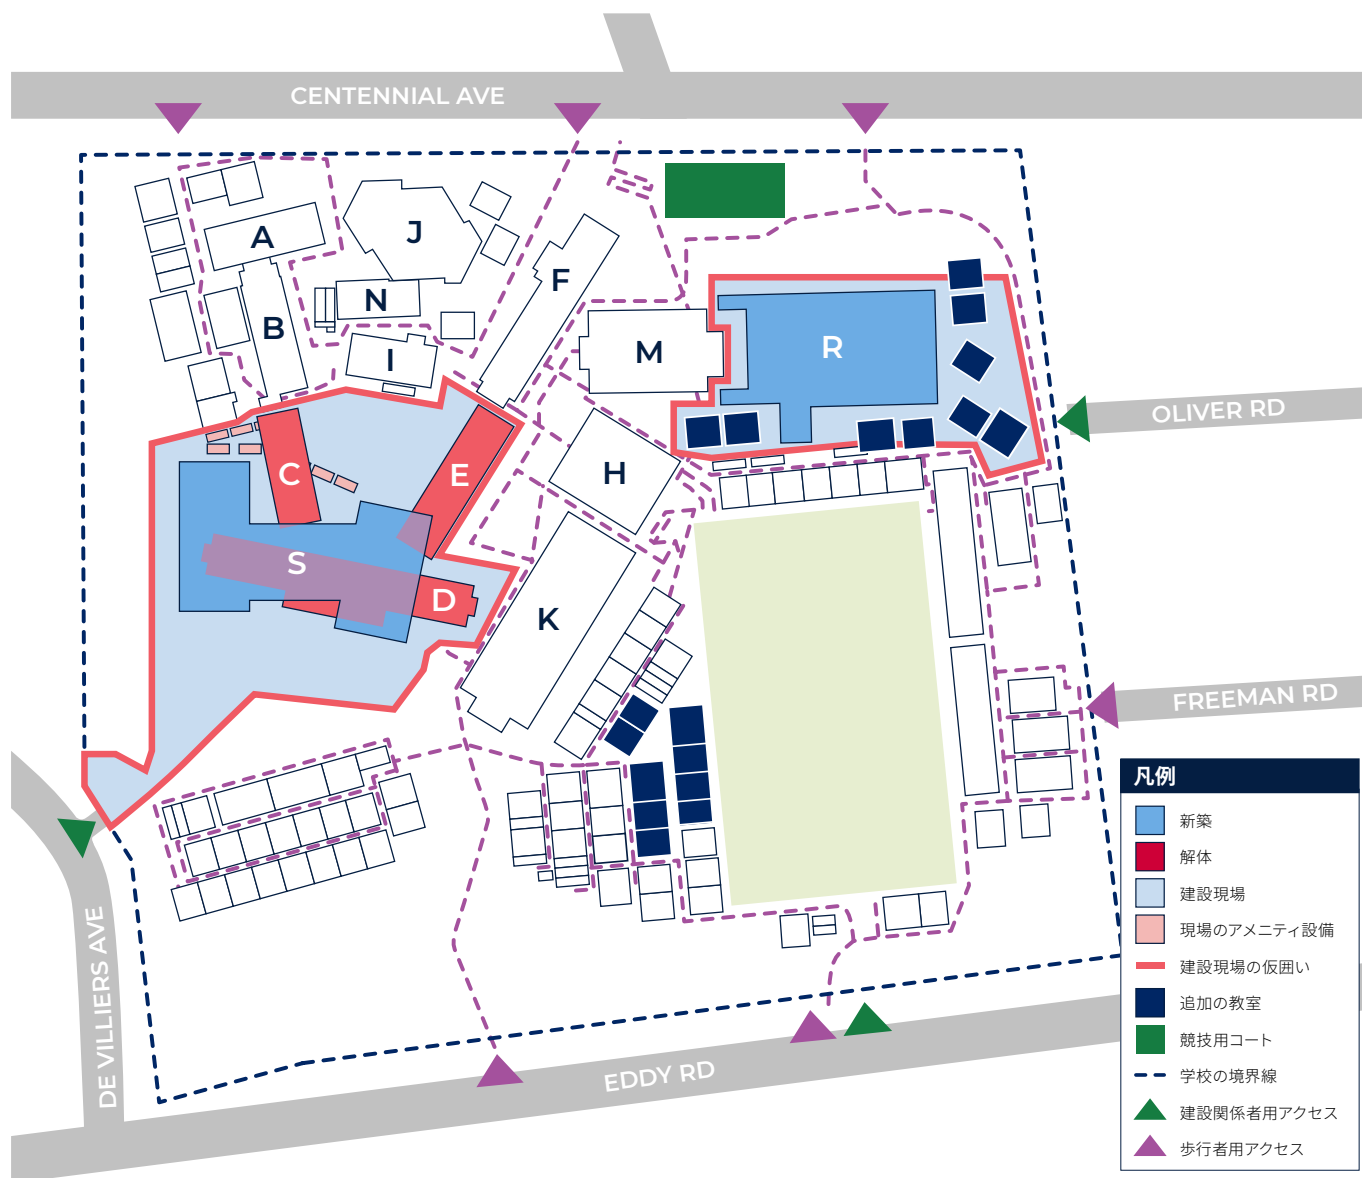 CENTENNIAL AVE
A
J
F
N
B
I
M
R
OLIVER RD
C
E
H
S
D
K
FREEMAN RD
DE VILLIERS AVE
EDDY RD
凡例
新築
解体
建設現場
現場のアメニティ設備
建設現場の仮囲い
追加の教室
競技用コート
学校の境界線
建設関係者用アクセス
歩行者用アクセス